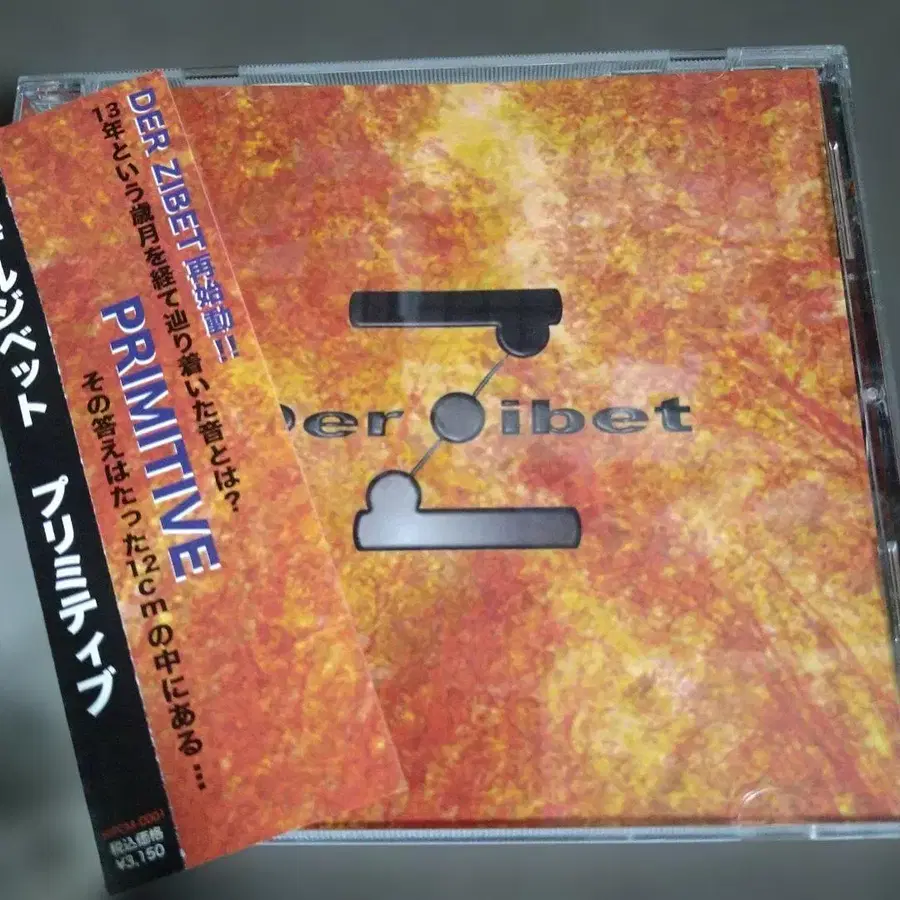 DER ZIBET 再始動!!
13年という歳月を経て辿り着いた音とは？
PRIMITIVE
その答えはたった12cmの中にある…
ルジベット プリミティブ
税込価格
¥3,150
Der ibet